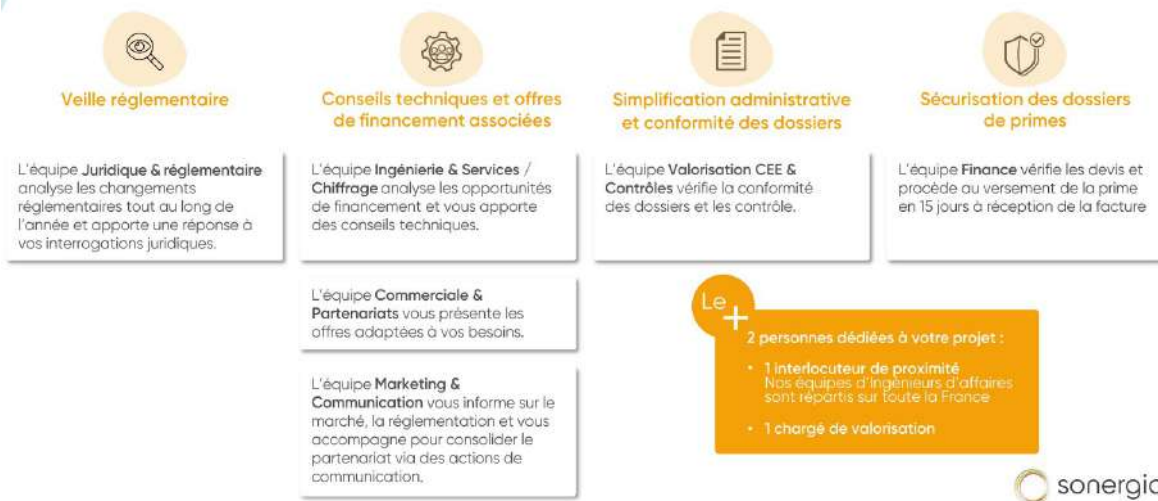 Veille réglementaire
L'équipe Juridique & réglementaire
analyse les changements
réglementaires tout au long de
l'année et apporte une réponse à
vos interrogations juridiques.
Conseils techniques et offres
de financement associées
L'équipe Ingénierie & Services /
Chiffrage analyse les opportunités
de financement et vous apporte
des conseils techniques.
L'équipe Commerciale &
Partenariats vous présente les
offres adaptées à vos besoins.
L'équipe Marketing &
Communication vous informe sur le
marché, la réglementation et vous
accompagne pour consolider le
partenariat via des actions de
communication.
Simplification administrative
et conformité des dossiers
L'équipe Valorisation CEE &
Contrôles vérifie la conformité
des dossiers et les contrôle.
Sécurisation des dossiers
de primes
L'équipe Finance vérifie les devis et
procède au versement de la prime
en 15 jours à réception de la facture
Le +
2 personnes dédiées à votre projet :
• 1 interlocuteur de proximité
Nos équipes d'Ingénieurs d'affaires
sont répartis sur toute la France
• 1 chargé de valorisation
sonergia